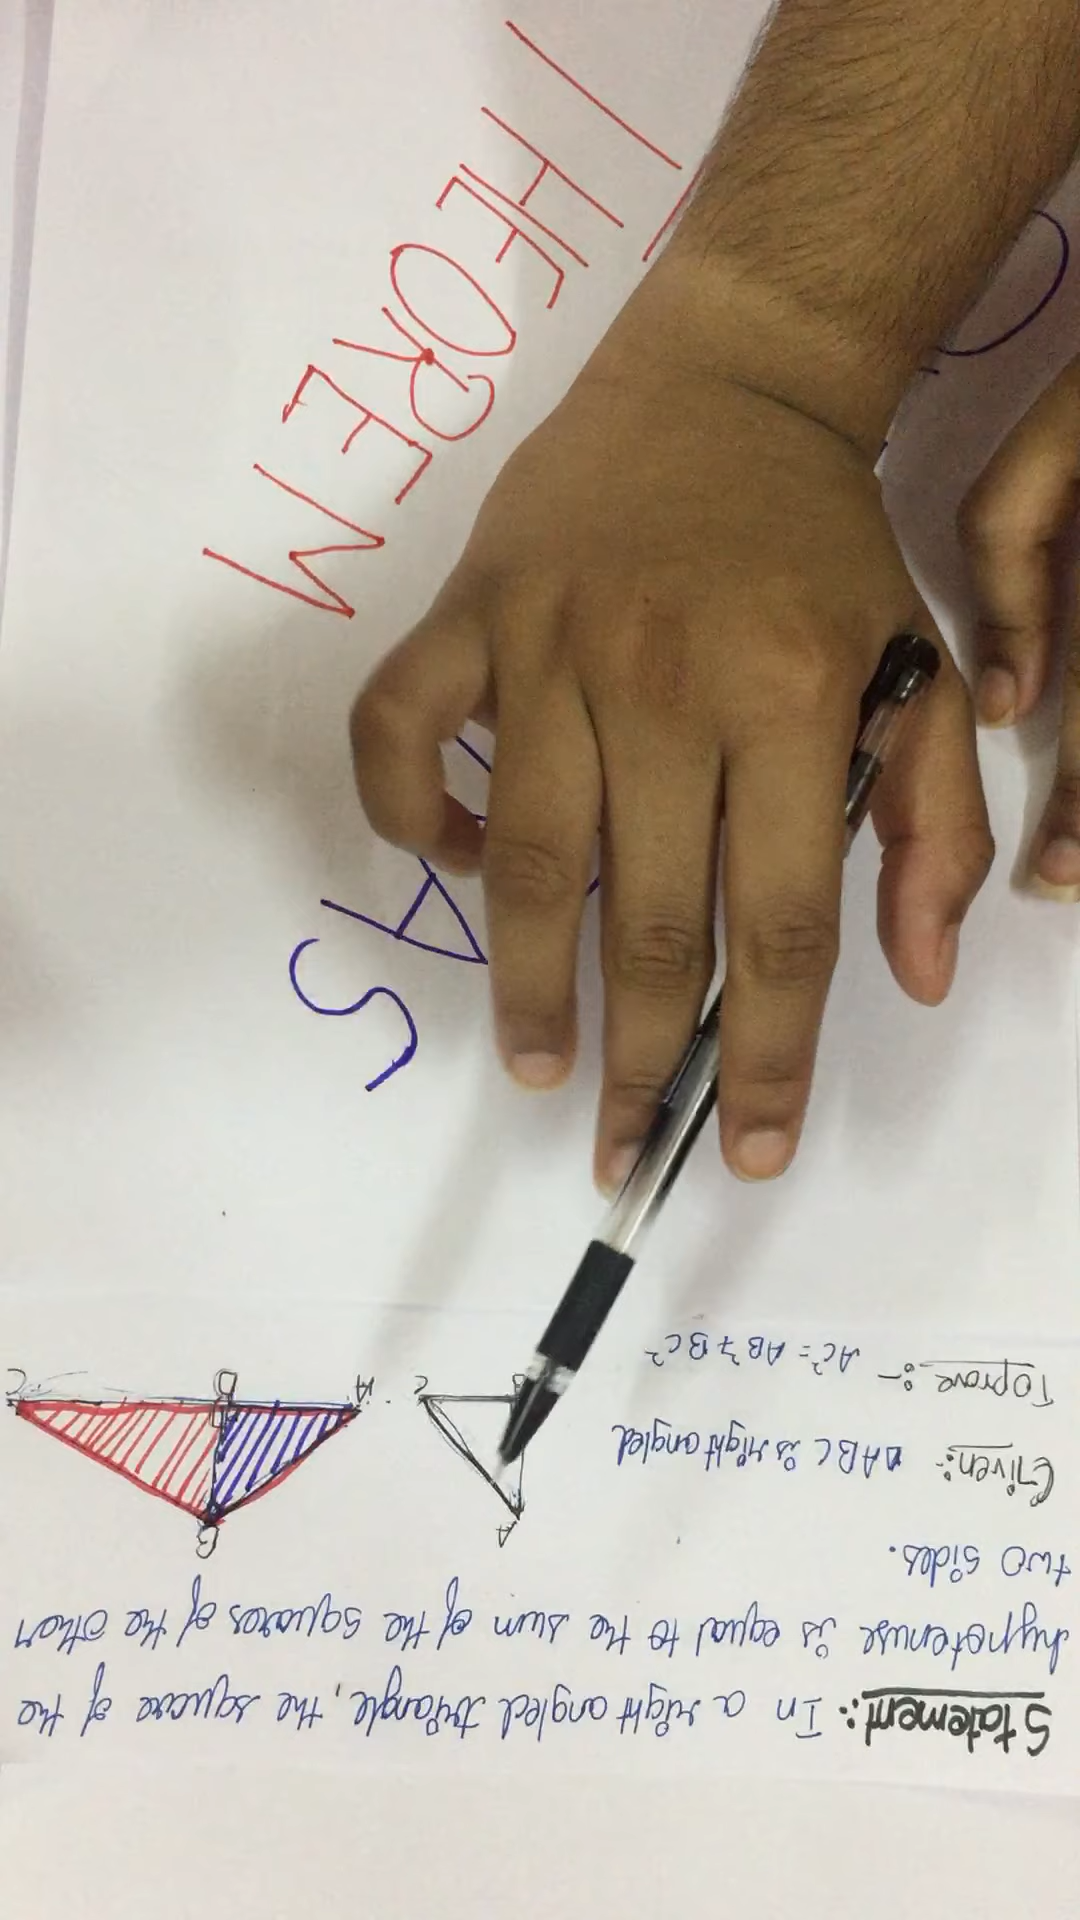 THEOREM
AS
Statement:- In a right angled triangle, the square of the
hypotenuse is equal to the sum of the squares of the other
two sides.
Given:- △ABC is right angled
To prove :- AC² = AB² + BC²
A
C
B
A
D
C